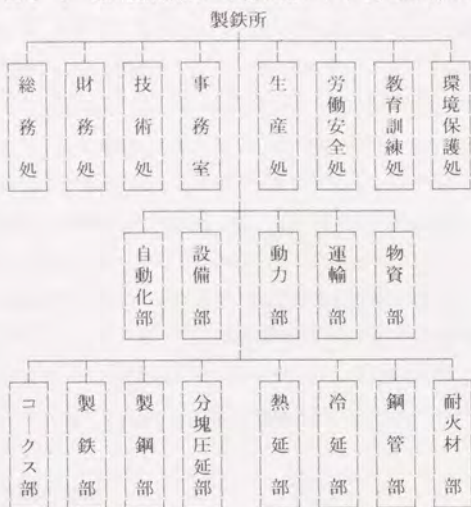 製鉄所
総務処
財務処
技術処
事務室
生産処
労働安全処
教育訓練処
環境保護処
自動化部
設備部
動力部
運輸部
物資部
コークス部
製鉄部
製鋼部
分塊圧延部
熱延部
冷延部
鋼管部
耐火材部